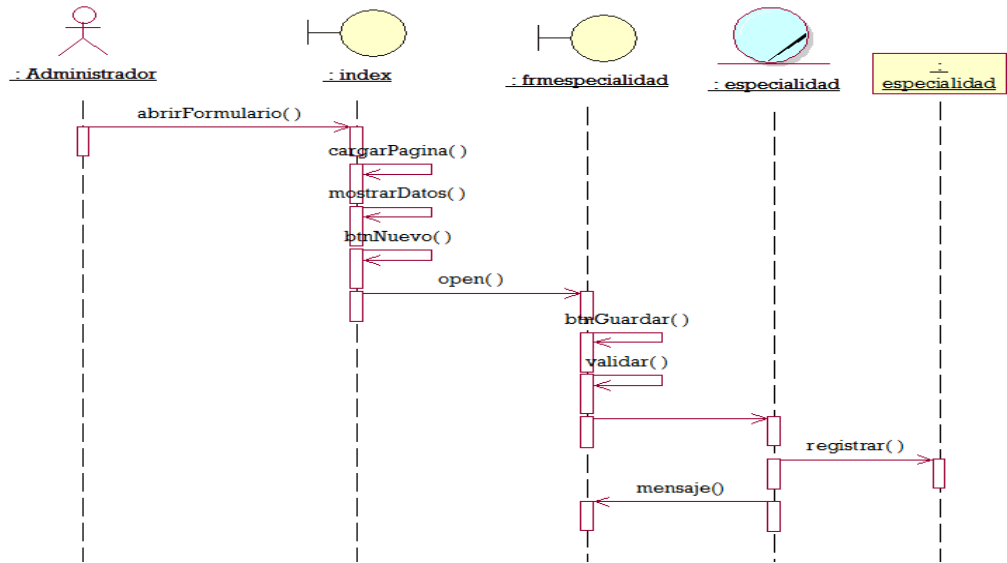 : Administrador
: index
: frmespecialidad
: especialidad
:
especialidad
abrirFormulario( )
cargarPagina( )
mostrarDatos( )
btnNuevo( )
open( )
btnGuardar( )
validar( )
registrar( )
mensaje()